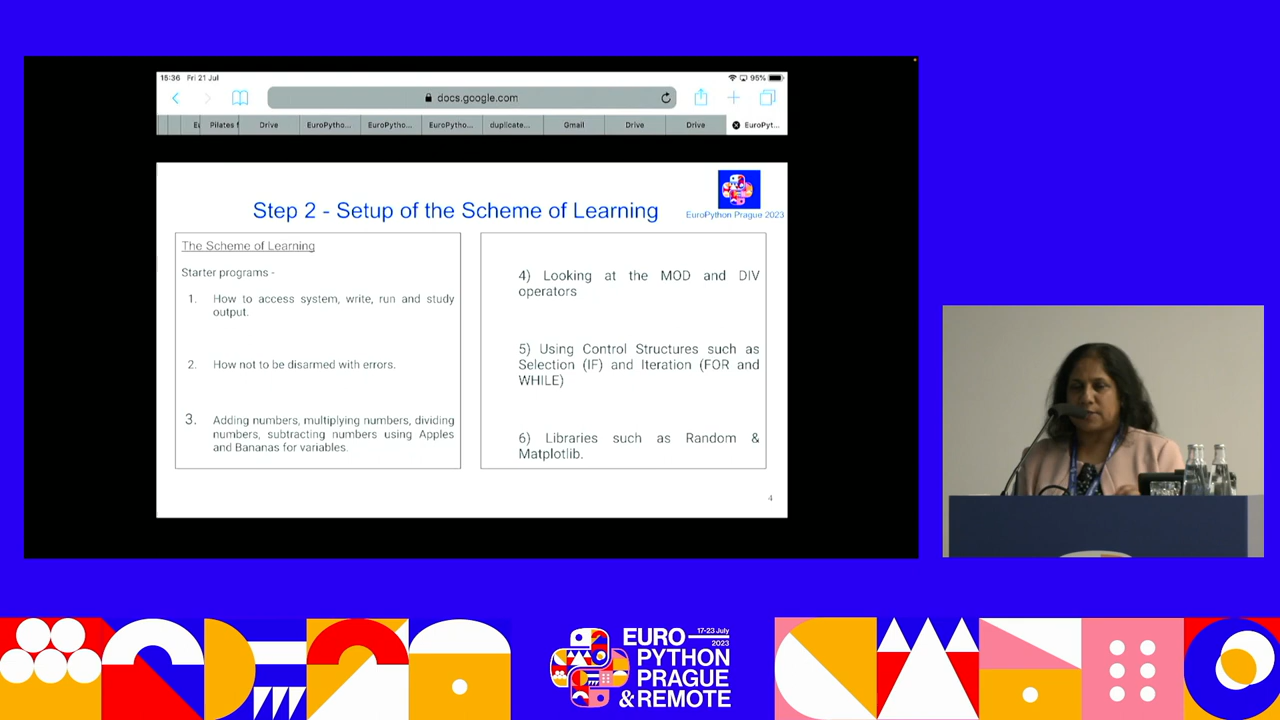 15:36 Fri 21 Jul
95%
docs.google.com
Pilates f
Drive
EuroPytho...
EuroPytho...
EuroPytho...
duplicate...
Gmail
Drive
Drive
EuroPyt...
Step 2 - Setup of the Scheme of Learning
EuroPython Prague 2023
The Scheme of Learning
Starter programs -
1. How to access system, write, run and study
output.
2. How not to be disarmed with errors.
3. Adding numbers, multiplying numbers, dividing
numbers, subtracting numbers using Apples
and Bananas for variables.
4) Looking at the MOD and DIV
operators
5) Using Control Structures such as
Selection (IF) and Iteration (FOR and
WHILE)
6) Libraries such as Random &
Matplotlib.
4
EURO
17-23 July
2023
PYTHON
PRAGUE
& REMOTE